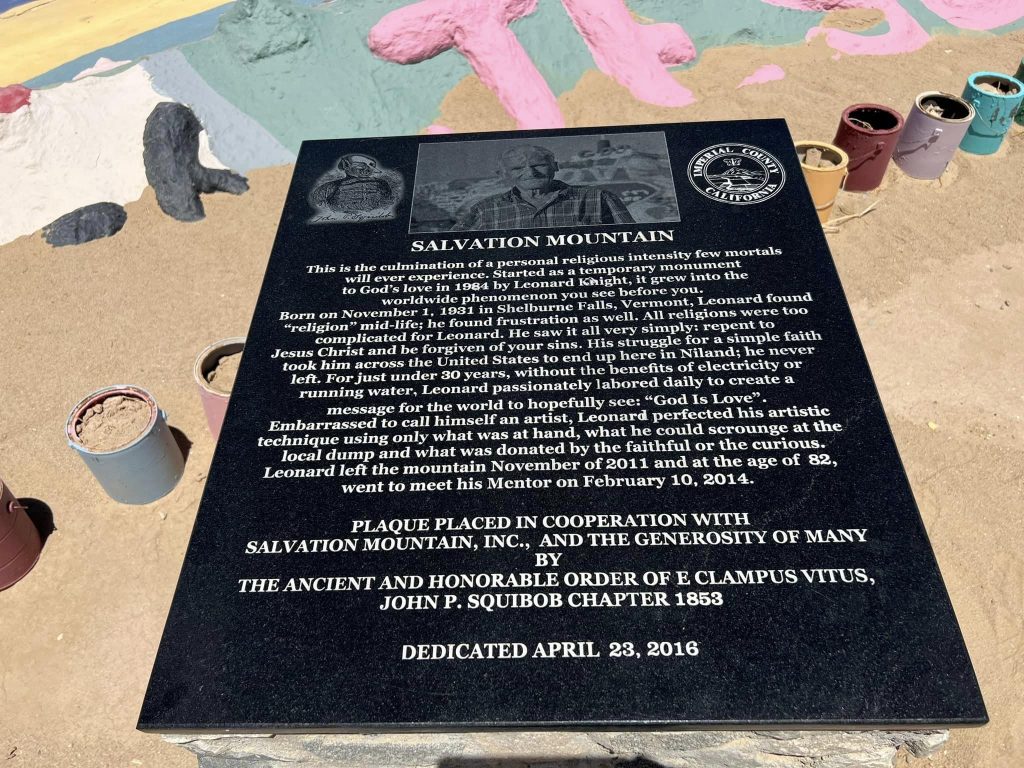 John P. Squibob
IMPERIAL COUNTY
CALIFORNIA
SALVATION MOUNTAIN
This is the culmination of a personal religious intensity few mortals
will ever experience. Started as a temporary monument
to God's love in 1984 by Leonard Knight, it grew into the
worldwide phenomenon you see before you.
Born on November 1, 1931 in Shelburne Falls, Vermont, Leonard found
"religion" mid-life; he found frustration as well. All religions were too
complicated for Leonard. He saw it all very simply: repent to
Jesus Christ and be forgiven of your sins. His struggle for a simple faith
took him across the United States to end up here in Niland; he never
left. For just under 30 years, without the benefits of electricity or
running water, Leonard passionately labored daily to create a
message for the world to hopefully see: "God Is Love".
Embarrassed to call himself an artist, Leonard perfected his artistic
technique using only what was at hand, what he could scrounge at the
local dump and what was donated by the faithful or the curious.
Leonard left the mountain November of 2011 and at the age of 82,
went to meet his Mentor on February 10, 2014.
PLAQUE PLACED IN COOPERATION WITH
SALVATION MOUNTAIN, INC., AND THE GENEROSITY OF MANY
BY
THE ANCIENT AND HONORABLE ORDER OF E CLAMPUS VITUS,
JOHN P. SQUIBOB CHAPTER 1853
DEDICATED APRIL 23, 2016